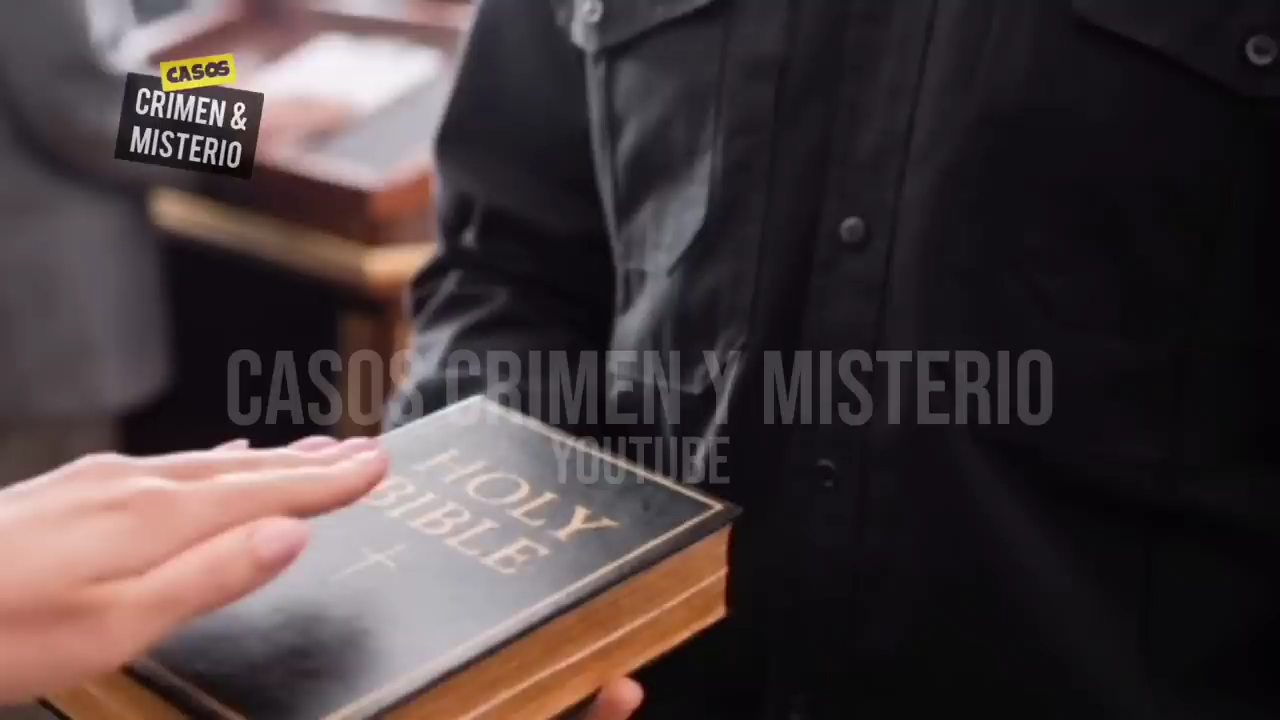 CASOS
CRIMEN &
MISTERIO
CASOS CRIMEN Y MISTERIO
YOUTUBE
HOLY
BIBLE